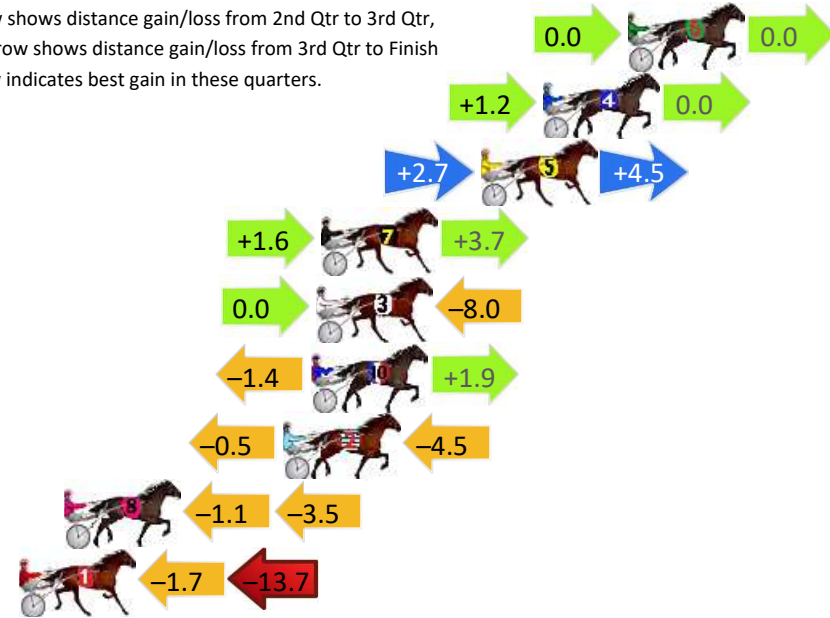 shows distance gain/loss from 2nd Qtr to 3rd Qtr,
row shows distance gain/loss from 3rd Qtr to Finish
indicates best gain in these quarters.
0.0 0.0
+1.2 4 0.0
+2.7 5 +4.5
+1.6 7 +3.7
0.0 3 –8.0
–1.4 10 +1.9
–0.5 2 –4.5
8 –1.1 –3.5
1 –1.7 –13.7